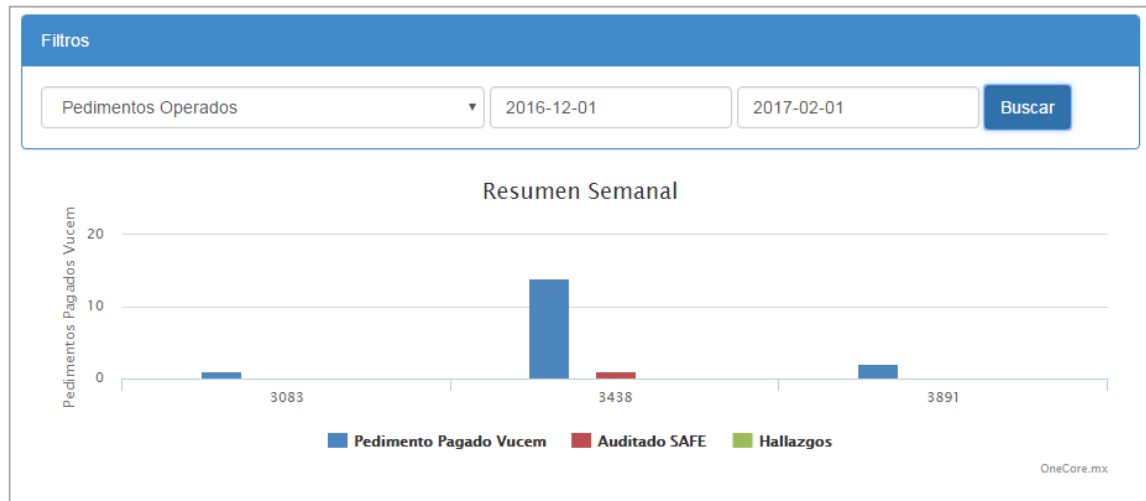 Filtros
Pedimentos Operados 2016-12-01 2017-02-01 Buscar
Resumen Semanal
Pedimentos Pagados Vucem
20
10
0
3083 3438 3891
Pedimento Pagado Vucem Auditado SAFE Hallazgos
OneCore.mx